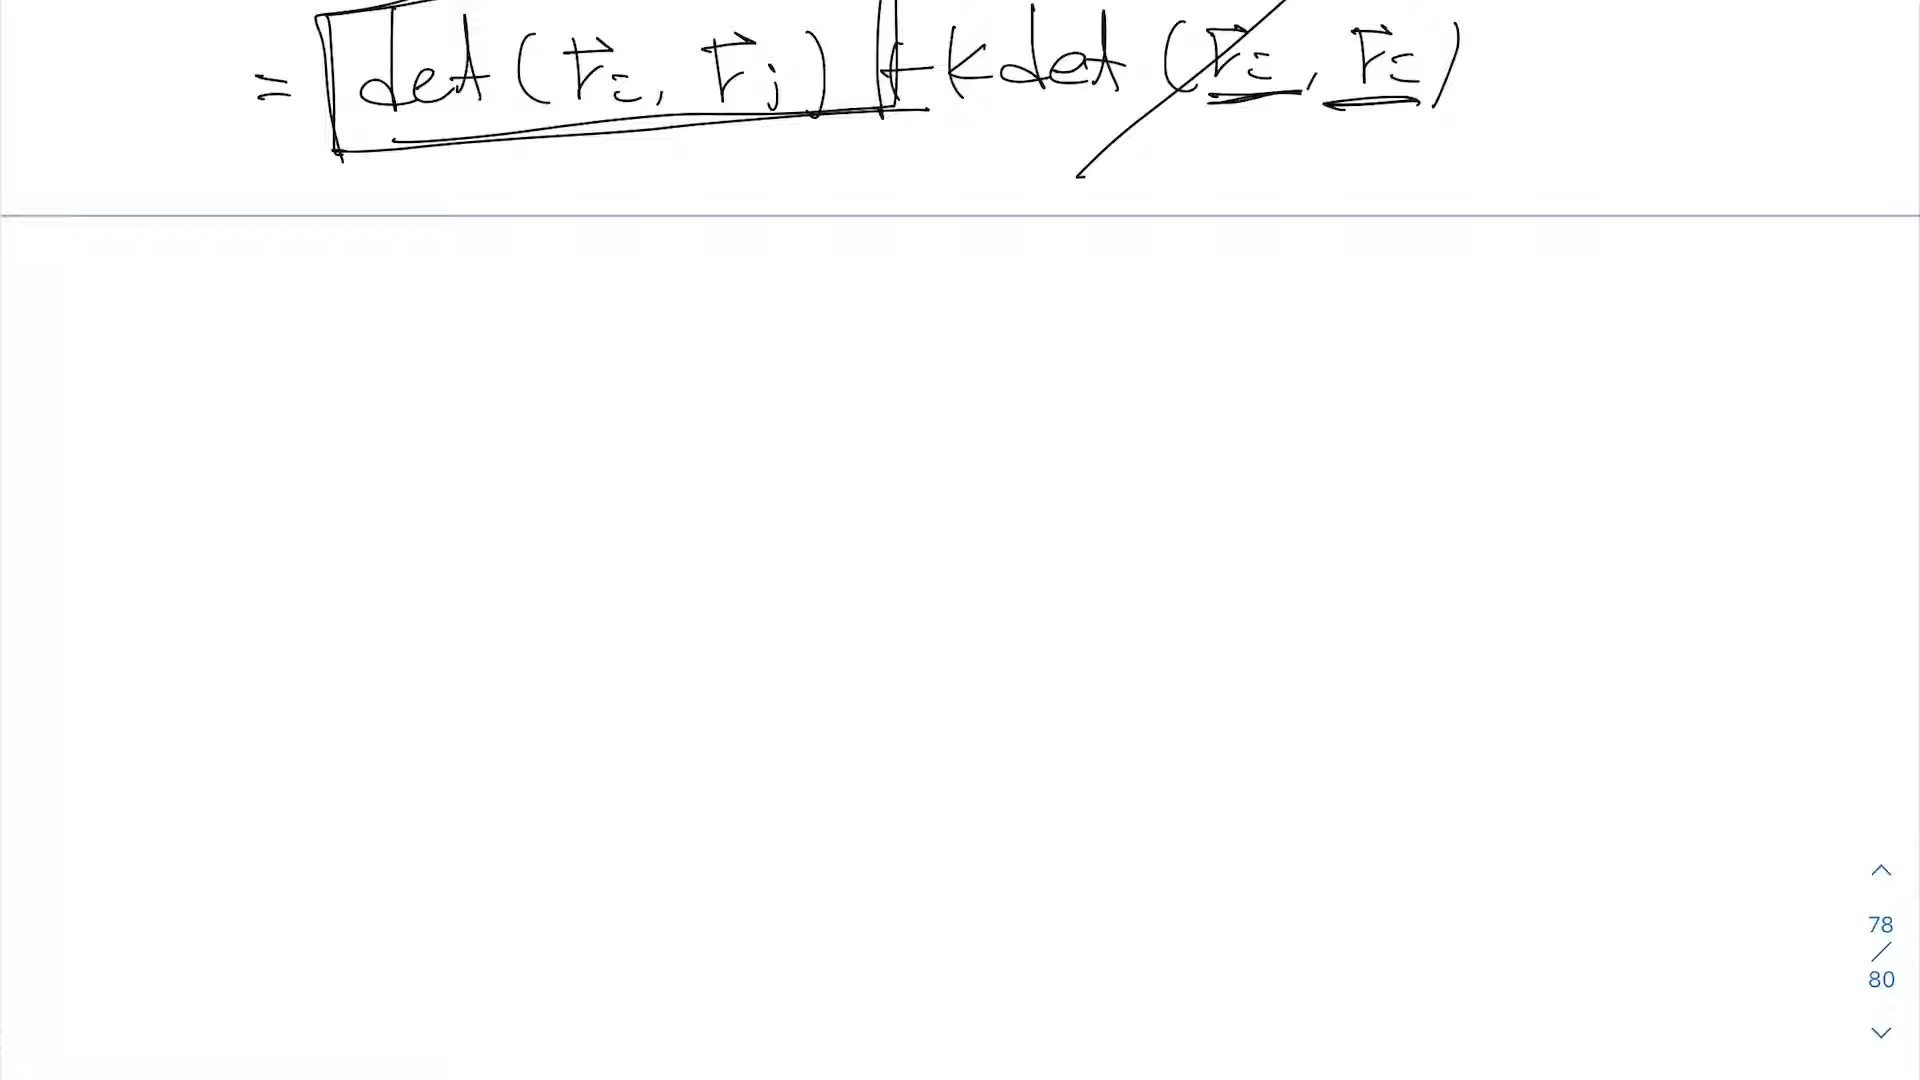 = det(r⃗i, r⃗j) + k det(r⃗i, r⃗i)
78
/
80